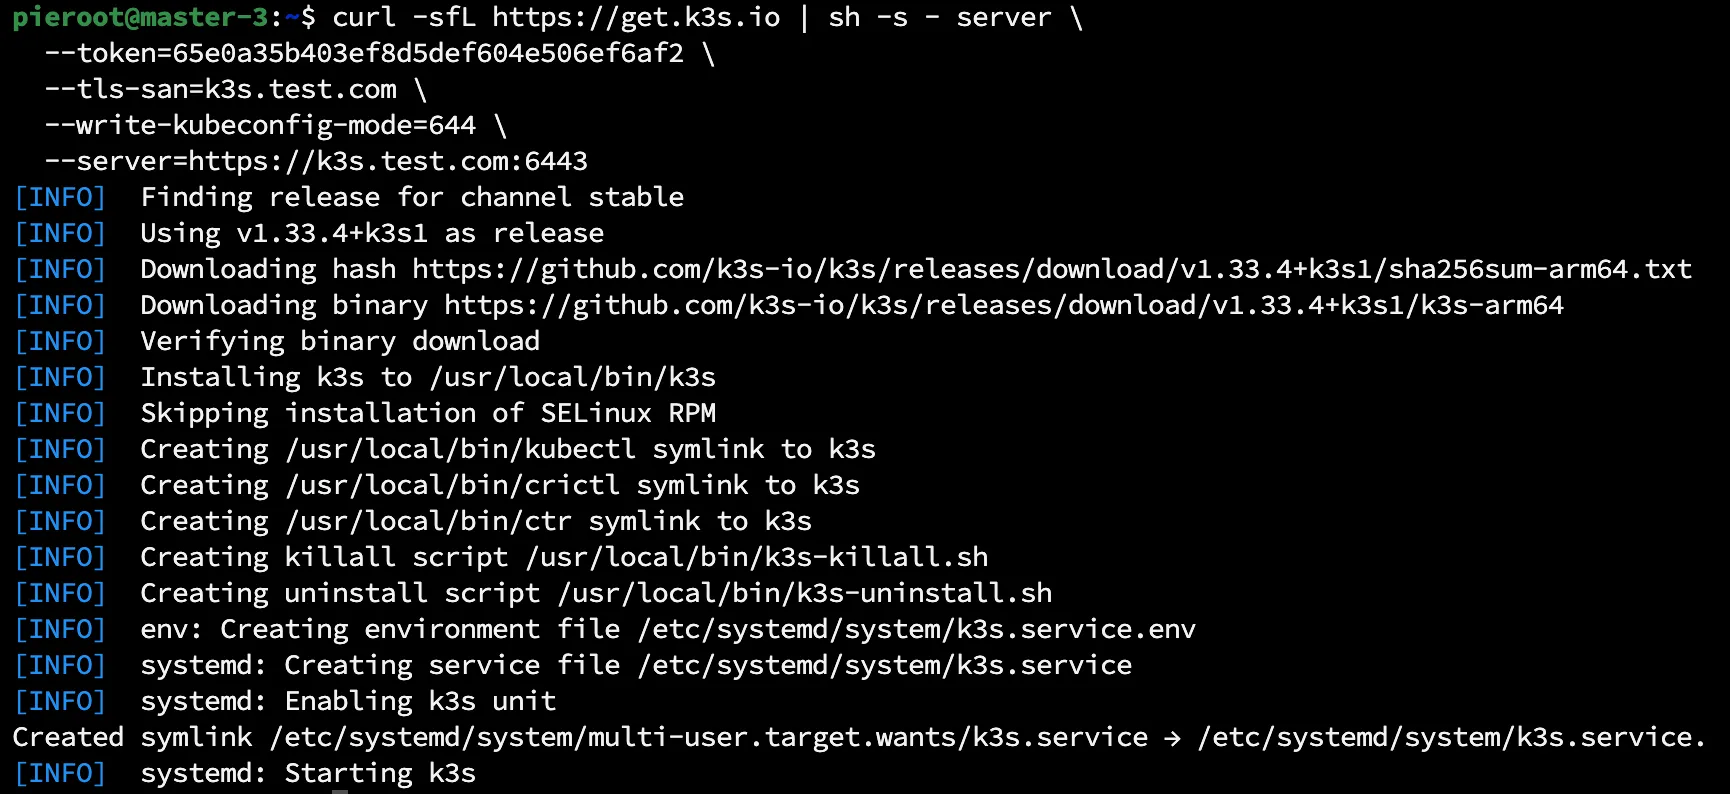 pieroot@master-3:~$ curl -sfL https://get.k3s.io | sh -s - server \
  --token=65e0a35b403ef8d5def604e506ef6af2 \
  --tls-san=k3s.test.com \
  --write-kubeconfig-mode=644 \
  --server=https://k3s.test.com:6443
[INFO]  Finding release for channel stable
[INFO]  Using v1.33.4+k3s1 as release
[INFO]  Downloading hash https://github.com/k3s-io/k3s/releases/download/v1.33.4+k3s1/sha256sum-arm64.txt
[INFO]  Downloading binary https://github.com/k3s-io/k3s/releases/download/v1.33.4+k3s1/k3s-arm64
[INFO]  Verifying binary download
[INFO]  Installing k3s to /usr/local/bin/k3s
[INFO]  Skipping installation of SELinux RPM
[INFO]  Creating /usr/local/bin/kubectl symlink to k3s
[INFO]  Creating /usr/local/bin/crictl symlink to k3s
[INFO]  Creating /usr/local/bin/ctr symlink to k3s
[INFO]  Creating killall script /usr/local/bin/k3s-killall.sh
[INFO]  Creating uninstall script /usr/local/bin/k3s-uninstall.sh
[INFO]  env: Creating environment file /etc/systemd/system/k3s.service.env
[INFO]  systemd: Creating service file /etc/systemd/system/k3s.service
[INFO]  systemd: Enabling k3s unit
Created symlink /etc/systemd/system/multi-user.target.wants/k3s.service → /etc/systemd/system/k3s.service.
[INFO]  systemd: Starting k3s